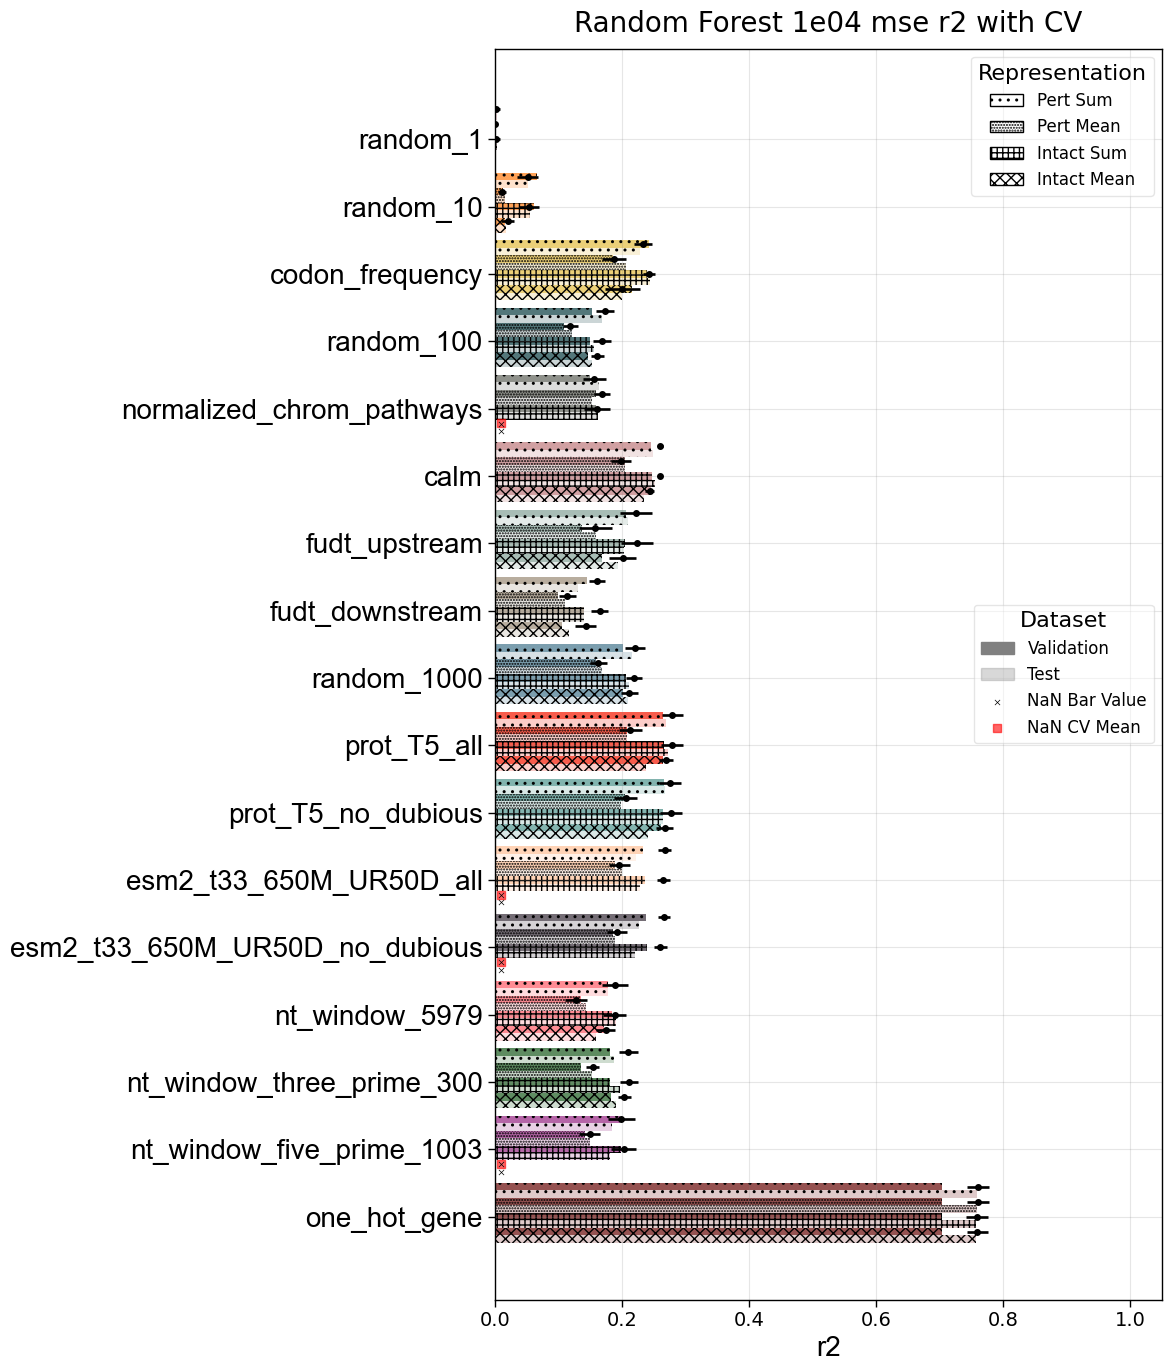 Random Forest 1e04 mse r2 with CV
Representation
Pert Sum
Pert Mean
Intact Sum
Intact Mean
random_1
random_10
codon_frequency
random_100
normalized_chrom_pathways
calm
fudt_upstream
fudt_downstream
Dataset
Validation
Test
NaN Bar Value
NaN CV Mean
random_1000
prot_T5_all
prot_T5_no_dubious
esm2_t33_650M_UR50D_all
esm2_t33_650M_UR50D_no_dubious
nt_window_5979
nt_window_three_prime_300
nt_window_five_prime_1003
one_hot_gene
0.0 0.2 0.4 0.6 0.8 1.0
r2